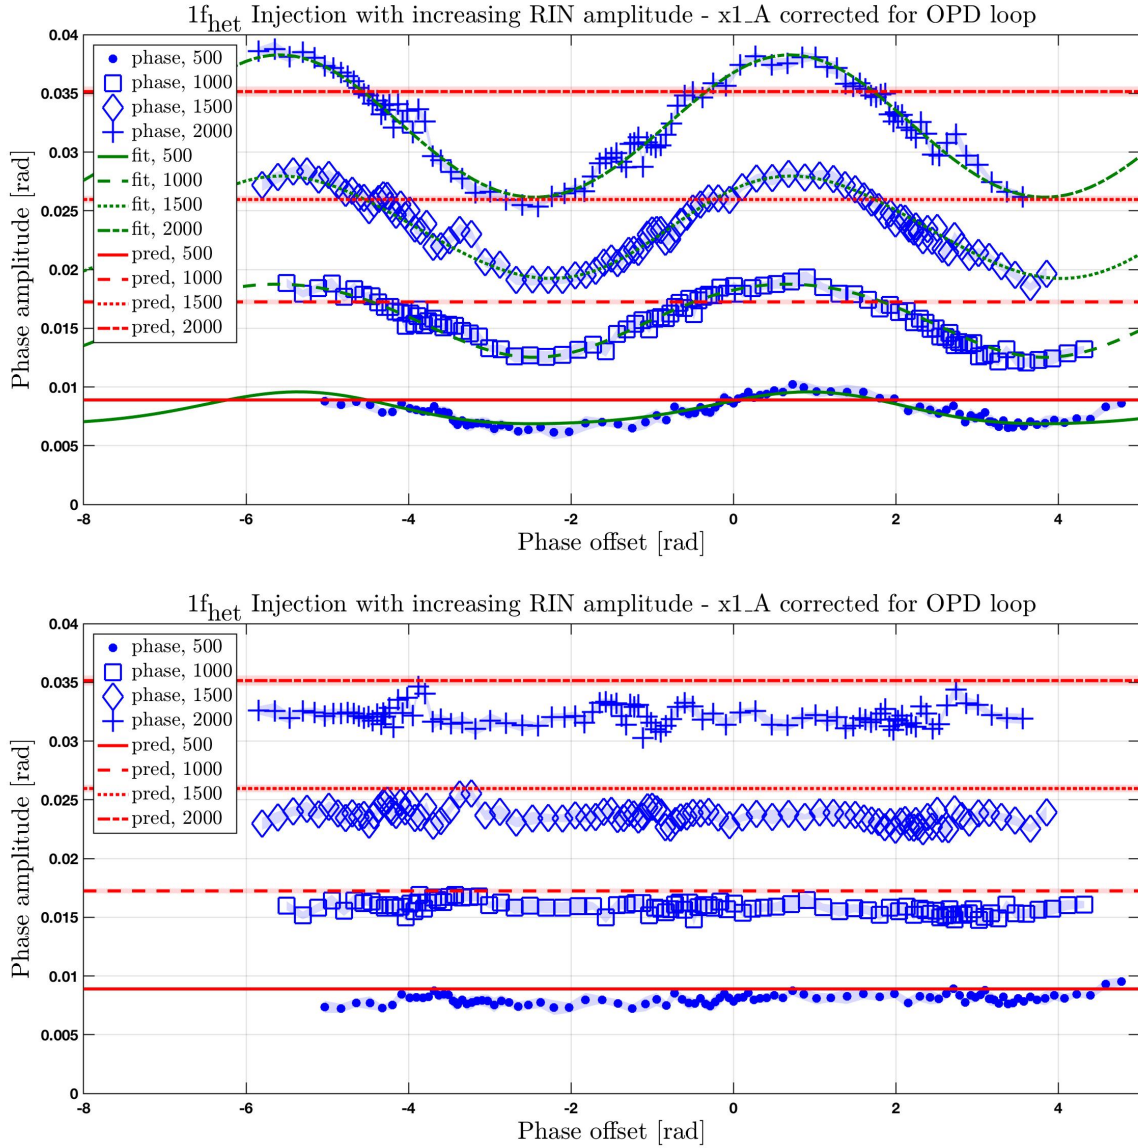 1f_het Injection with increasing RIN amplitude - x1_A corrected for OPD loop
0.04
0.035
0.03
0.025
0.02
0.015
0.01
0.005
0
Phase amplitude [rad]
phase, 500
phase, 1000
phase, 1500
phase, 2000
fit, 500
fit, 1000
fit, 1500
fit, 2000
pred, 500
pred, 1000
pred, 1500
pred, 2000
-8 -6 -4 -2 0 2 4
Phase offset [rad]
1f_het Injection with increasing RIN amplitude - x1_A corrected for OPD loop
0.04
0.035
0.03
0.025
0.02
0.015
0.01
0.005
0
Phase amplitude [rad]
phase, 500
phase, 1000
phase, 1500
phase, 2000
pred, 500
pred, 1000
pred, 1500
pred, 2000
-8 -6 -4 -2 0 2 4
Phase offset [rad]